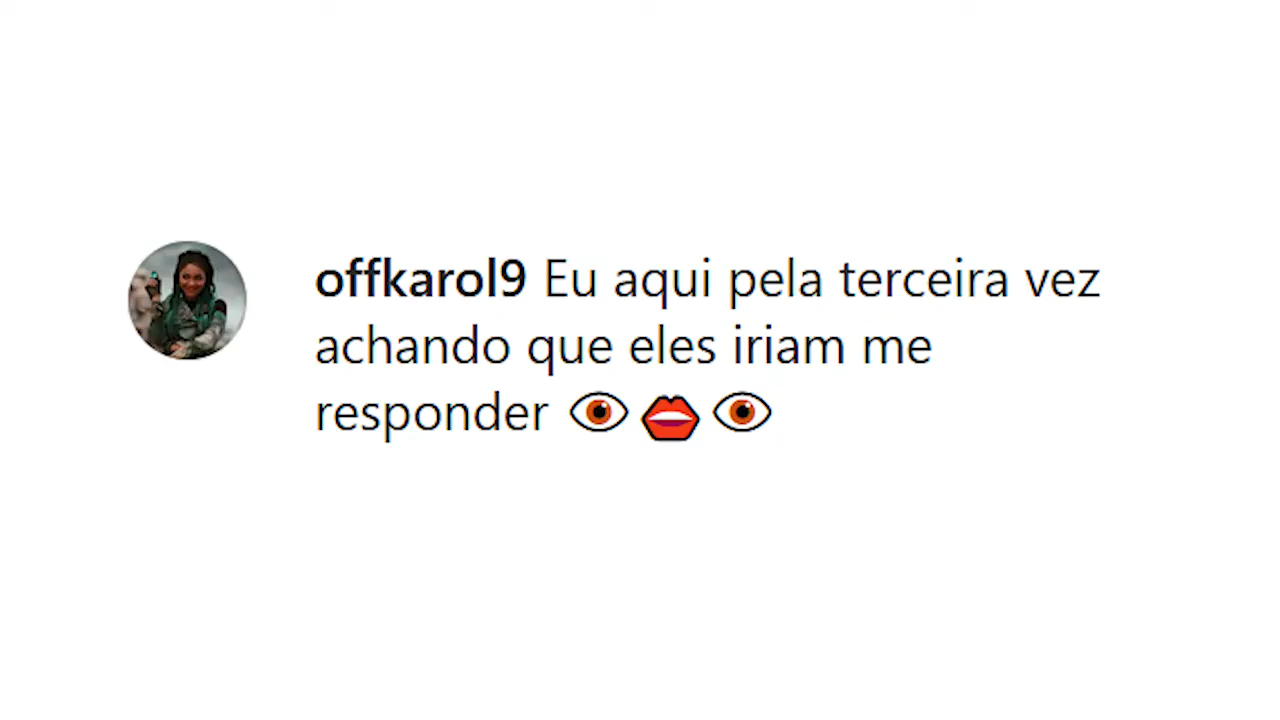 offkarol9 Eu aqui pela terceira vez
achando que eles iriam me
responder 👁👄👁